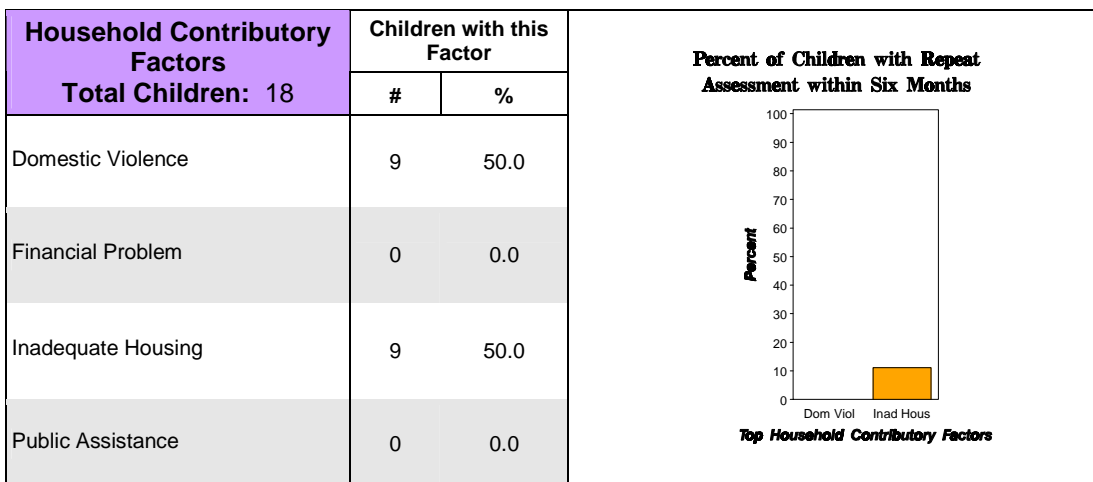 Household Contributory
Factors
Total Children: 18
Children with this
Factor
# %
Domestic Violence 9 50.0
Financial Problem 0 0.0
Inadequate Housing 9 50.0
Public Assistance 0 0.0
Percent of Children with Repeat
Assessment within Six Months
100
90
80
70
60
50
40
30
20
10
0
Percent
Dom Viol Inad Hous
Top Household Contributory Factors